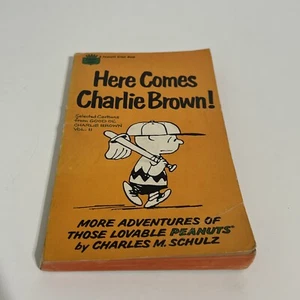 Here Comes
Charlie Brown!
Selected Cartoons
From GOOD OL'
CHARLIE BROWN
Vol. II
MORE ADVENTURES OF
THOSE LOVABLE PEANUTS
by CHARLES M. SCHULZ